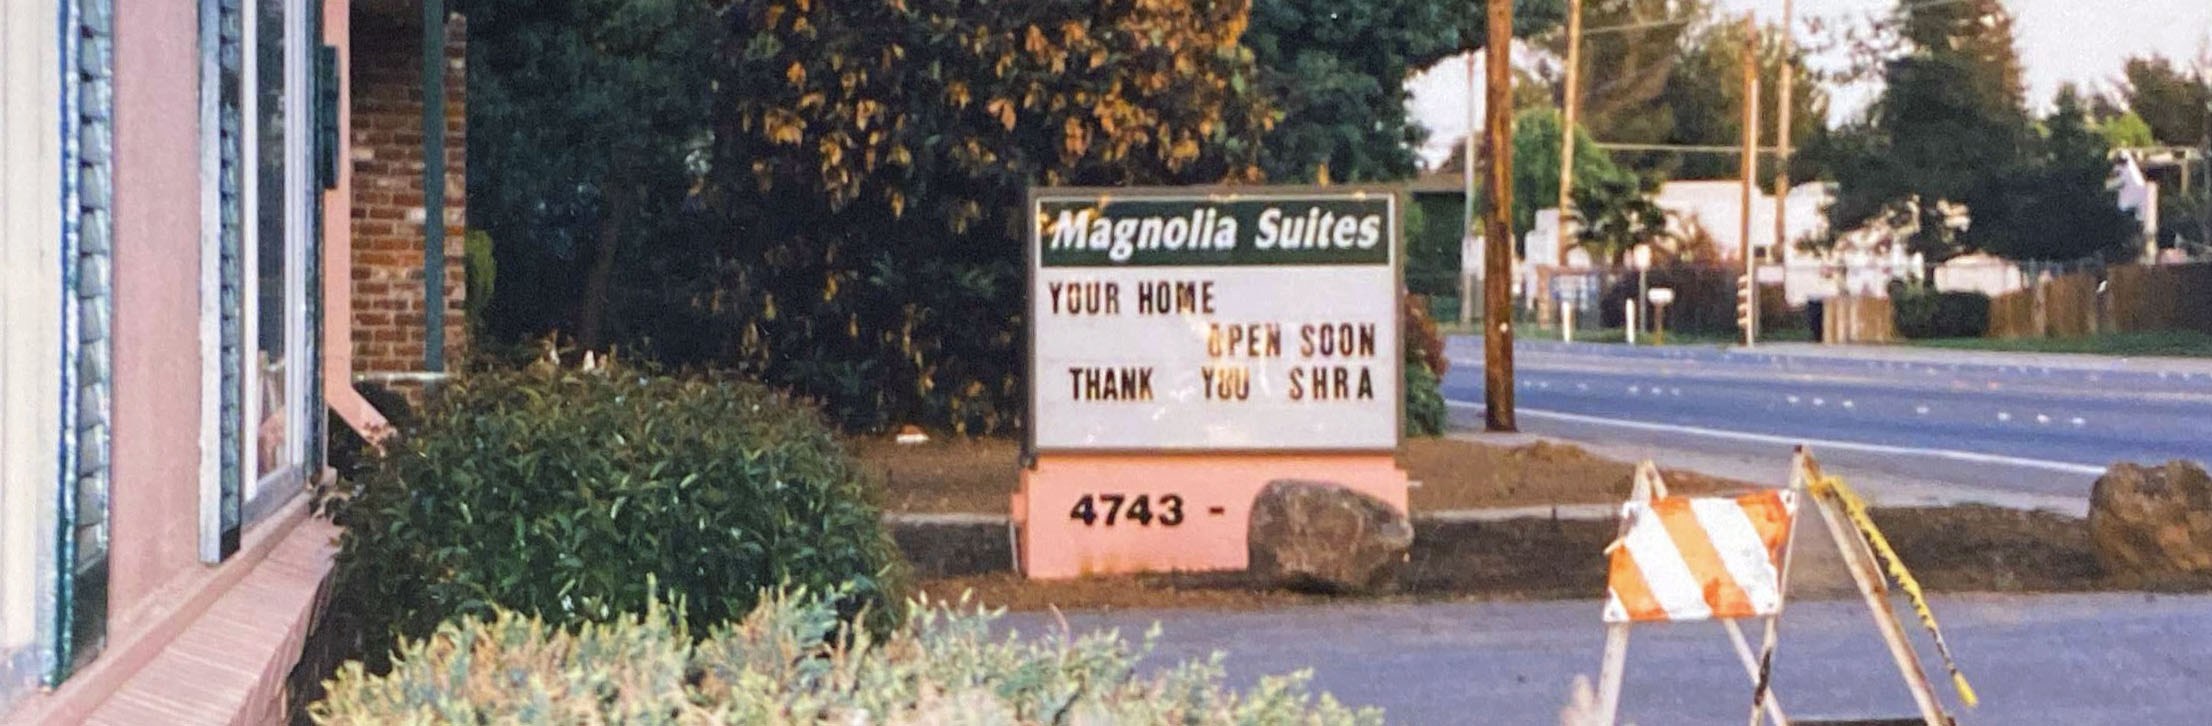 Magnolia Suites
YOUR HOME
OPEN SOON
THANK YOU SHRA
4743 -